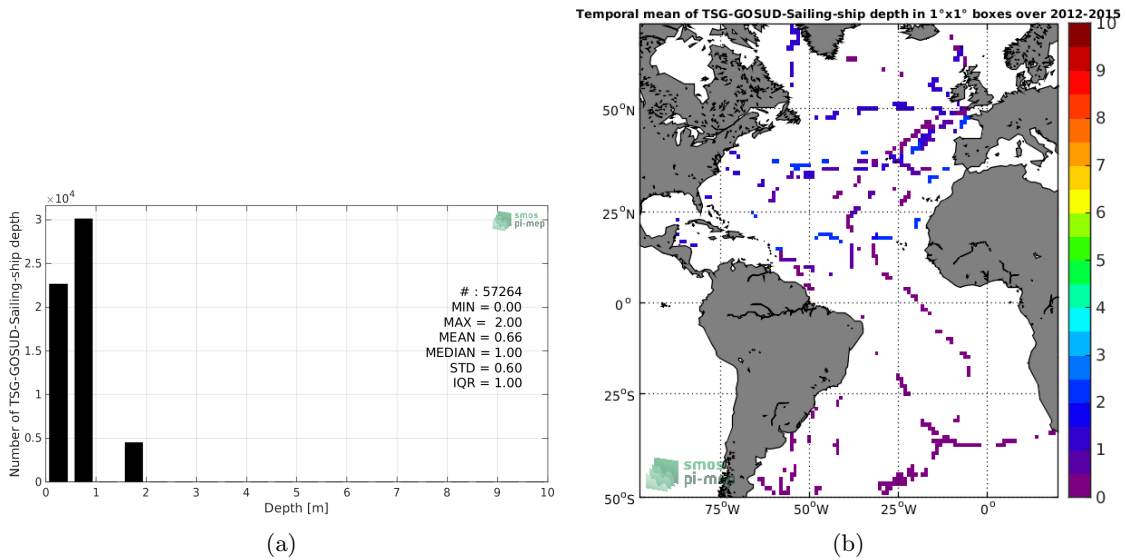 Temporal mean of TSG-GOSUD-Sailing-ship depth in 1°x1° boxes over 2012-2015
×10⁴
3
2.5
2
1.5
1
0.5
0
Number of TSG-GOSUD-Sailing-ship depth
smos
pi-mep
# : 57264
MIN = 0.00
MAX = 2.00
MEAN = 0.66
MEDIAN = 1.00
STD = 0.60
IQR = 1.00
0 1 2 3 4 5 6 7 8 9 10
Depth [m]
(a)
50°N
25°N
0°
25°S
50°S
75°W 50°W 25°W 0°
smos
pi-mep
10
9
8
7
6
5
4
3
2
1
0
(b)